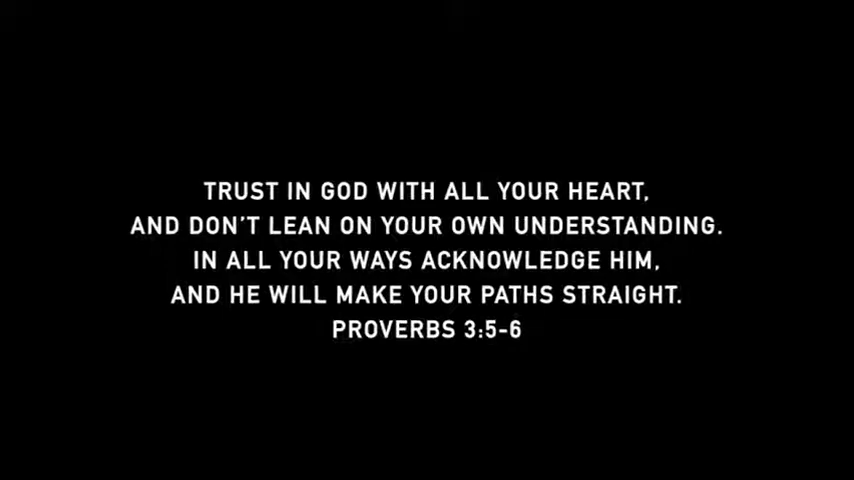 TRUST IN GOD WITH ALL YOUR HEART,
AND DON'T LEAN ON YOUR OWN UNDERSTANDING.
IN ALL YOUR WAYS ACKNOWLEDGE HIM,
AND HE WILL MAKE YOUR PATHS STRAIGHT.
PROVERBS 3:5-6